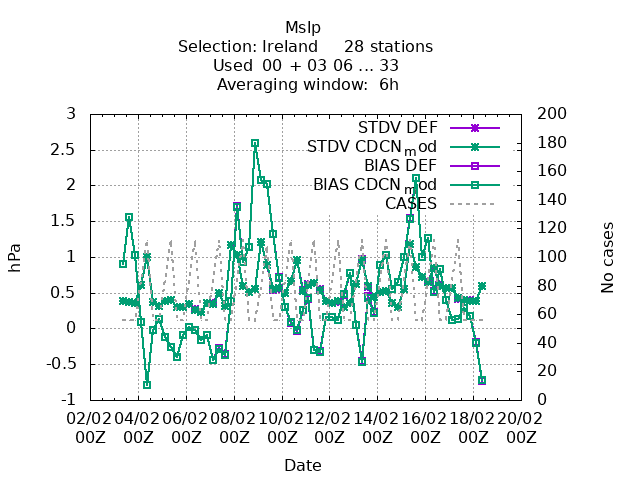 Mslp
Selection: Ireland 28 stations
Used 00 + 03 06 ... 33
Averaging window: 6h
3
2.5
2
1.5
1
0.5
0
-0.5
-1
hPa
200
180
160
140
120
100
80
60
40
20
0
No cases
STDV DEF
STDV CDCN_mod
BIAS DEF
BIAS CDCN_mod
CASES
02/02 04/02 06/02 08/02 10/02 12/02 14/02 16/02 18/02 20/02
00Z 00Z 00Z 00Z 00Z 00Z 00Z 00Z 00Z 00Z
Date